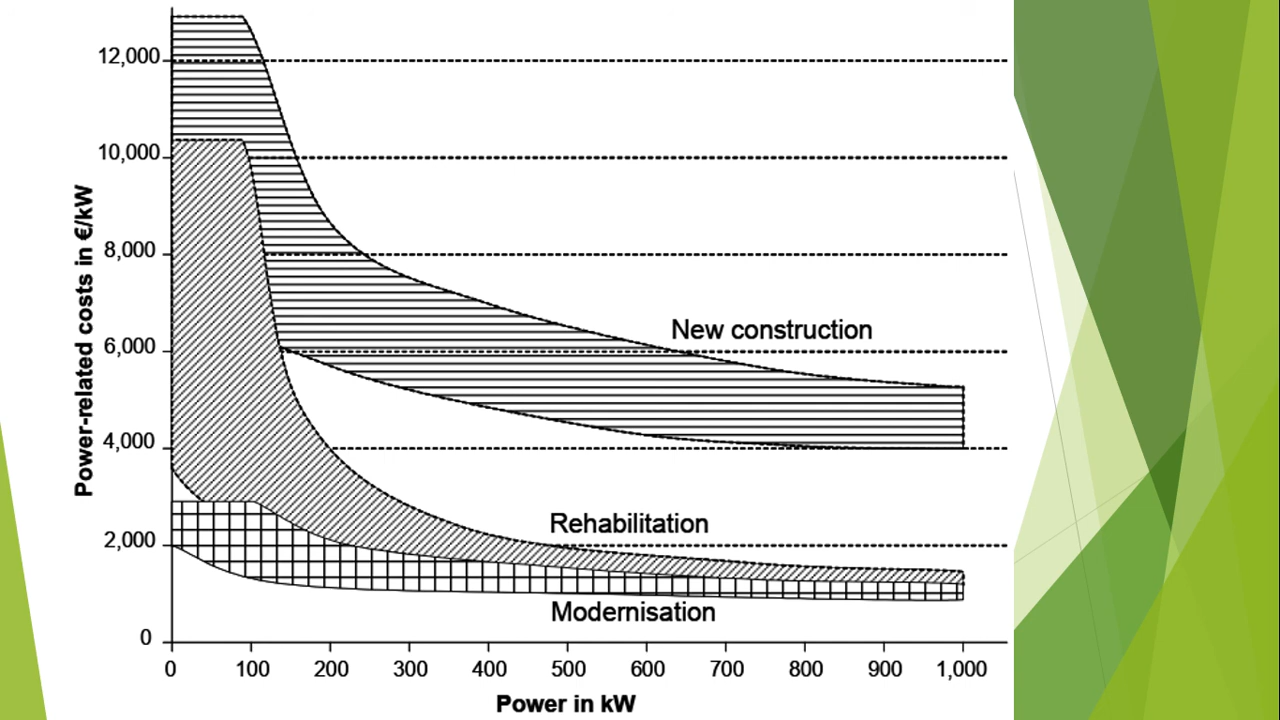 12,000
10,000
8,000
6,000
4,000
2,000
0
Power-related costs in €/kW
New construction
Rehabilitation
Modernisation
0 100 200 300 400 500 600 700 800 900 1,000
Power in kW